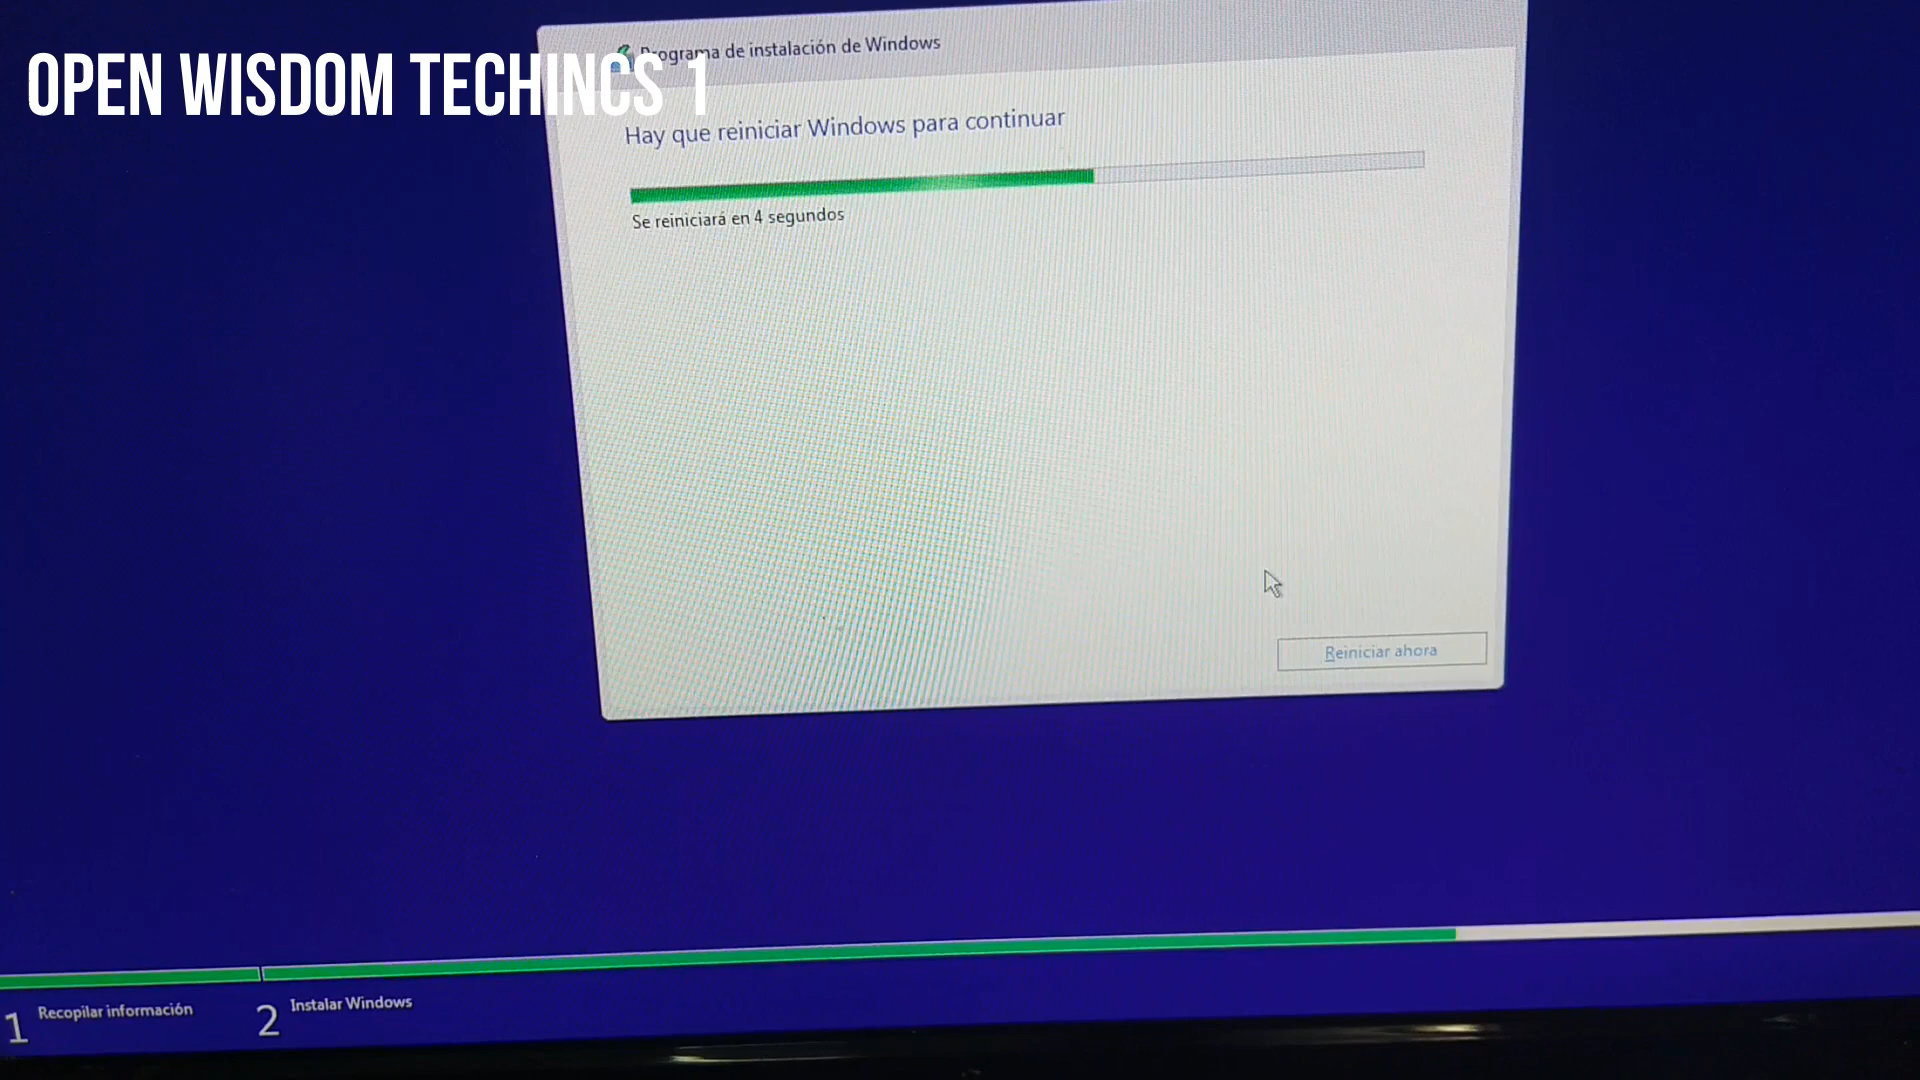 OPEN WISDOM TECHINCS 1
Programa de instalación de Windows
Hay que reiniciar Windows para continuar
Se reiniciará en 4 segundos
Reiniciar ahora
1 Recopilar información
2 Instalar Windows